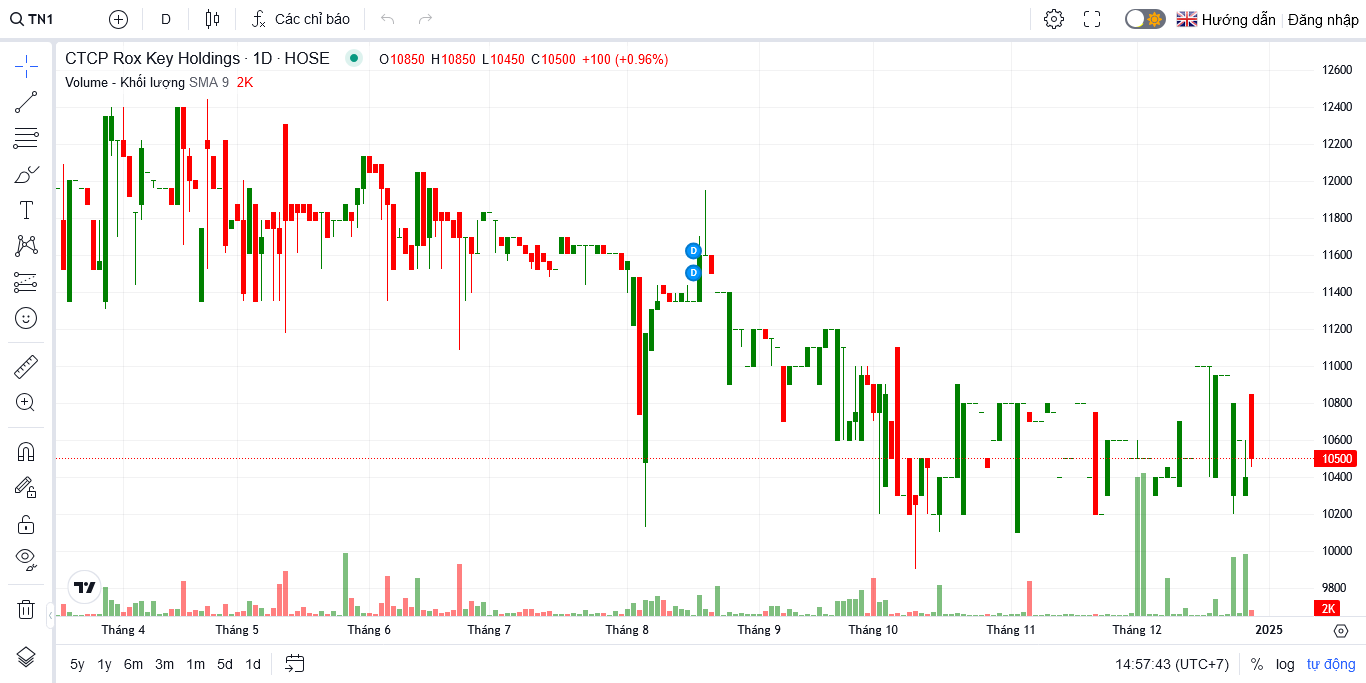 TN1 D Các chỉ báo Hướng dẫn Đăng nhập
CTCP Rox Key Holdings · 1D · HOSE O10850 H10850 L10450 C10500 +100 (+0.96%)
Volume - Khối lượng SMA 9 2K
12600
12400
12200
12000
11800
11600
D
D
11400
11200
11000
10800
10600
10500
10400
10200
10000
9800
2K
Tháng 4 Tháng 5 Tháng 6 Tháng 7 Tháng 8 Tháng 9 Tháng 10 Tháng 11 Tháng 12 2025
5y 1y 6m 3m 1m 5d 1d 14:57:43 (UTC+7) % log tự động